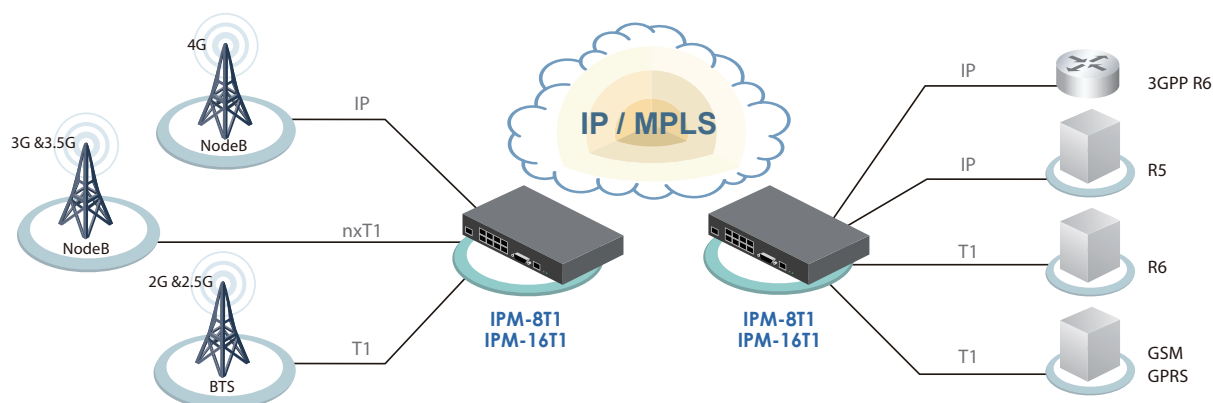 4G
NodeB
IP
3G &3.5G
NodeB
nxT1
2G &2.5G
BTS
T1
IP / MPLS
IPM-8T1
IPM-16T1
IPM-8T1
IPM-16T1
IP
3GPP R6
IP
R5
T1
R6
T1
GSM
GPRS